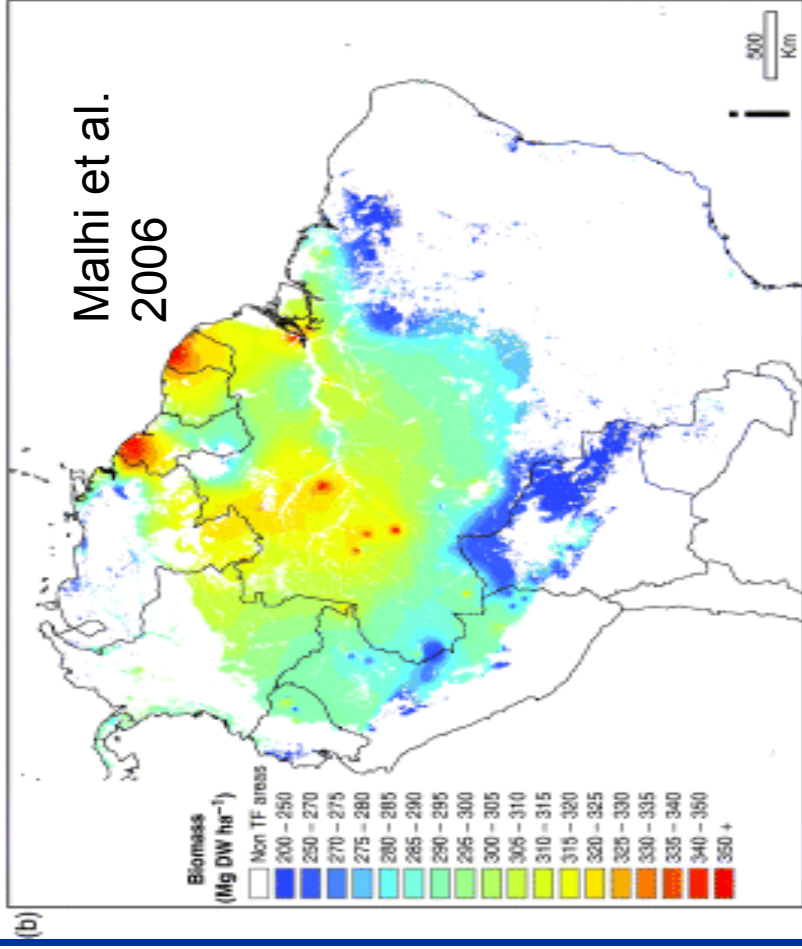 (b)
Malhi et al.
2006
Biomass
(Mg DW ha⁻¹)
Non TF areas
200 – 250
250 – 270
270 – 275
275 – 280
280 – 285
285 – 290
290 – 295
295 – 300
300 – 305
305 – 310
310 – 315
315 – 320
320 – 325
325 – 330
330 – 335
335 – 340
340 – 350
350 +
500
Km